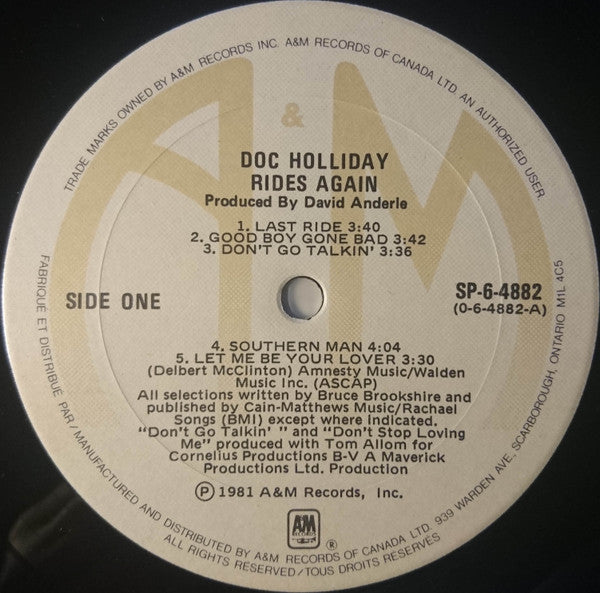 TRADE MARKS OWNED BY A&M RECORDS INC. A&M RECORDS OF CANADA LTD. AN AUTHORIZED USER.
&
DOC HOLLIDAY
RIDES AGAIN
Produced By David Anderle
1. LAST RIDE 3:40
2. GOOD BOY GONE BAD 3:42
3. DON'T GO TALKIN' 3:36
SIDE ONE
SP-6-4882
(0-6-4882-A)
4. SOUTHERN MAN 4:04
5. LET ME BE YOUR LOVER 3:30
(Delbert McClinton) Amnesty Music/Walden
Music Inc. (ASCAP)
All selections written by Bruce Brookshire and
published by Cain-Matthews Music/Rachael
Songs (BMI) except where indicated.
"Don't Go Talkin' " and "Don't Stop Loving
Me" produced with Tom Allom for
Cornelius Productions B-V A Maverick
Productions Ltd. Production
Ⓟ 1981 A&M Records, Inc.
A&M
RECORDS
®
FABRIQUÉ ET DISTRIBUÉ PAR / MANUFACTURED AND DISTRIBUTED BY A&M RECORDS OF CANADA LTD. 939 WARDEN AVE., SCARBOROUGH, ONTARIO M1L 4C5
ALL RIGHTS RESERVED / TOUS DROITS RESERVÉS